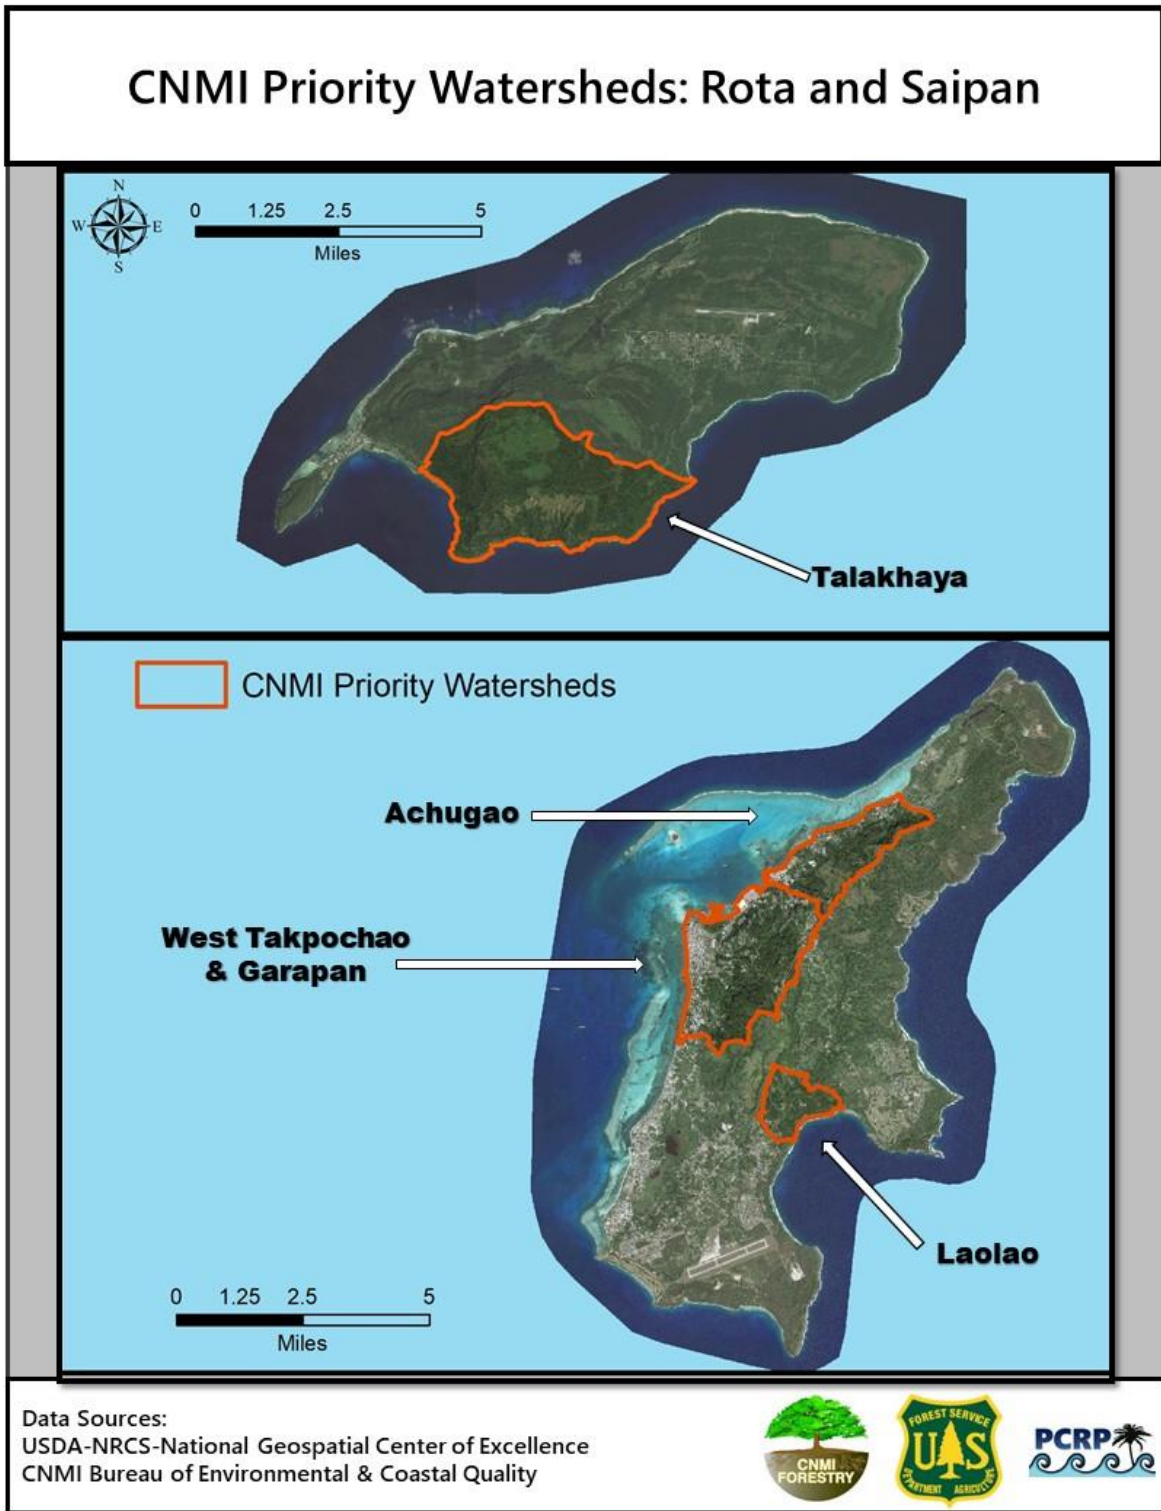 CNMI Priority Watersheds: Rota and Saipan
N
W E
S
0 1.25 2.5 5
Miles
Talakhaya
CNMI Priority Watersheds
Achugao
West Takpochao
& Garapan
Laolao
0 1.25 2.5 5
Miles
Data Sources:
USDA-NRCS-National Geospatial Center of Excellence
CNMI Bureau of Environmental & Coastal Quality
CNMI
FORESTRY
FOREST SERVICE
U S
DEPARTMENT AGRICULTURE
PCRP